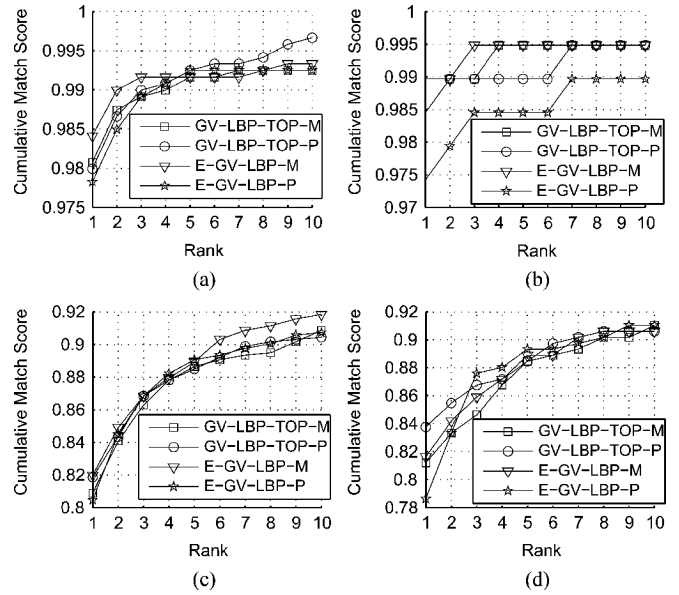 Cumulative Match Score
1
0.995
0.99
0.985
0.98
0.975
GV-LBP-TOP-M
GV-LBP-TOP-P
E-GV-LBP-M
E-GV-LBP-P
1 2 3 4 5 6 7 8 9 10
Rank
(a)
Cumulative Match Score
1
0.995
0.99
0.985
0.98
0.975
0.97
GV-LBP-TOP-M
GV-LBP-TOP-P
E-GV-LBP-M
E-GV-LBP-P
1 2 3 4 5 6 7 8 9 10
Rank
(b)
Cumulative Match Score
0.92
0.9
0.88
0.86
0.84
0.82
0.8
GV-LBP-TOP-M
GV-LBP-TOP-P
E-GV-LBP-M
E-GV-LBP-P
1 2 3 4 5 6 7 8 9 10
Rank
(c)
Cumulative Match Score
0.92
0.9
0.88
0.86
0.84
0.82
0.8
0.78
GV-LBP-TOP-M
GV-LBP-TOP-P
E-GV-LBP-M
E-GV-LBP-P
1 2 3 4 5 6 7 8 9 10
Rank
(d)